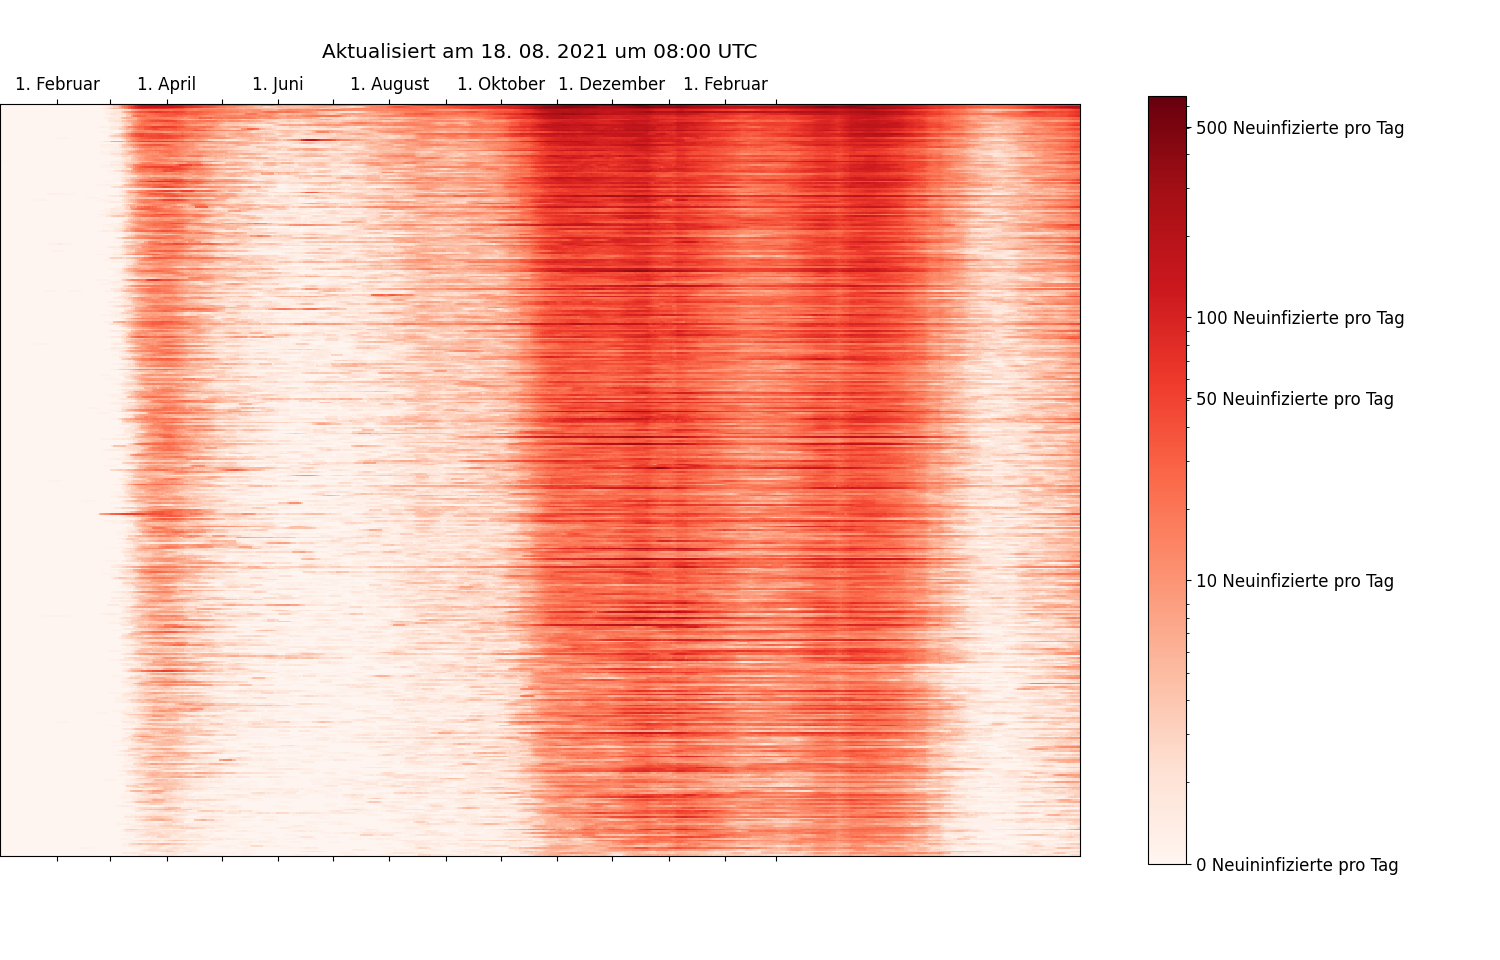 Aktualisiert am 18. 08. 2021 um 08:00 UTC
1. Februar 1. April 1. Juni 1. August 1. Oktober 1. Dezember 1. Februar
500 Neuinfizierte pro Tag
100 Neuinfizierte pro Tag
50 Neuinfizierte pro Tag
10 Neuinfizierte pro Tag
0 Neuininfizierte pro Tag